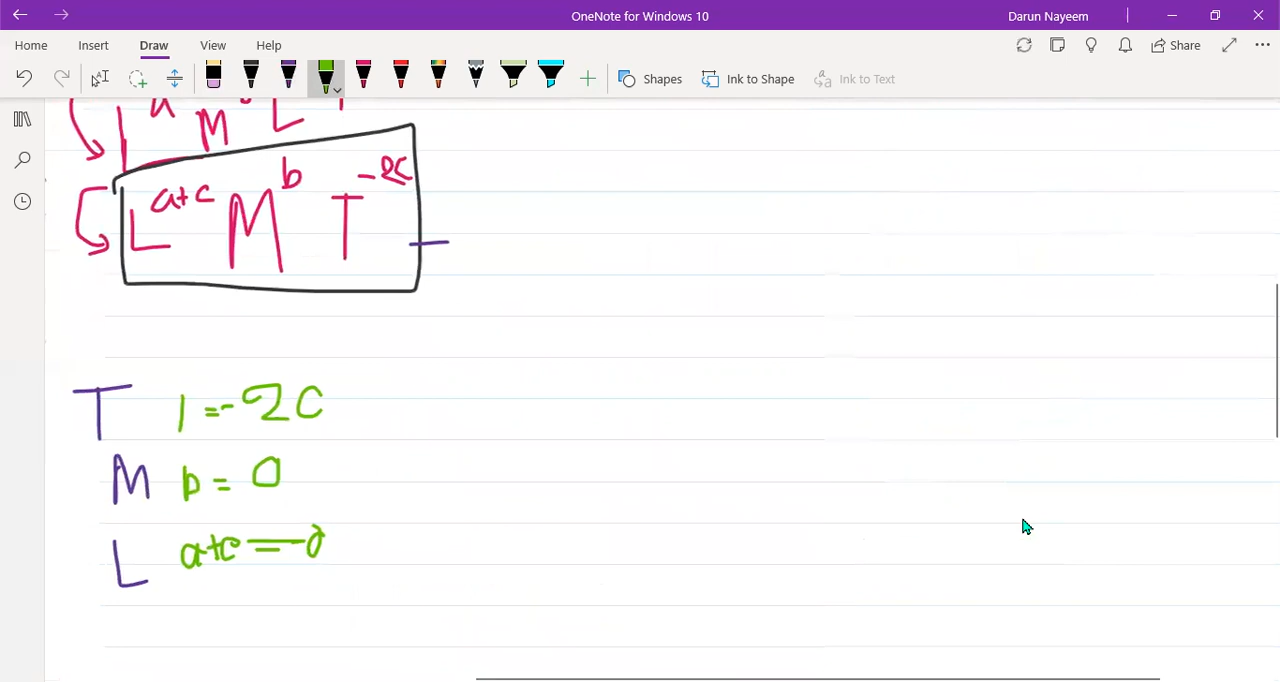 OneNote for Windows 10
Darun Nayeem
Home Insert Draw View Help
Share
Shapes Ink to Shape Ink to Text
M L
L^a+c M^b T^-2C
T 1 = -2C
M b = 0
L a+c = 0